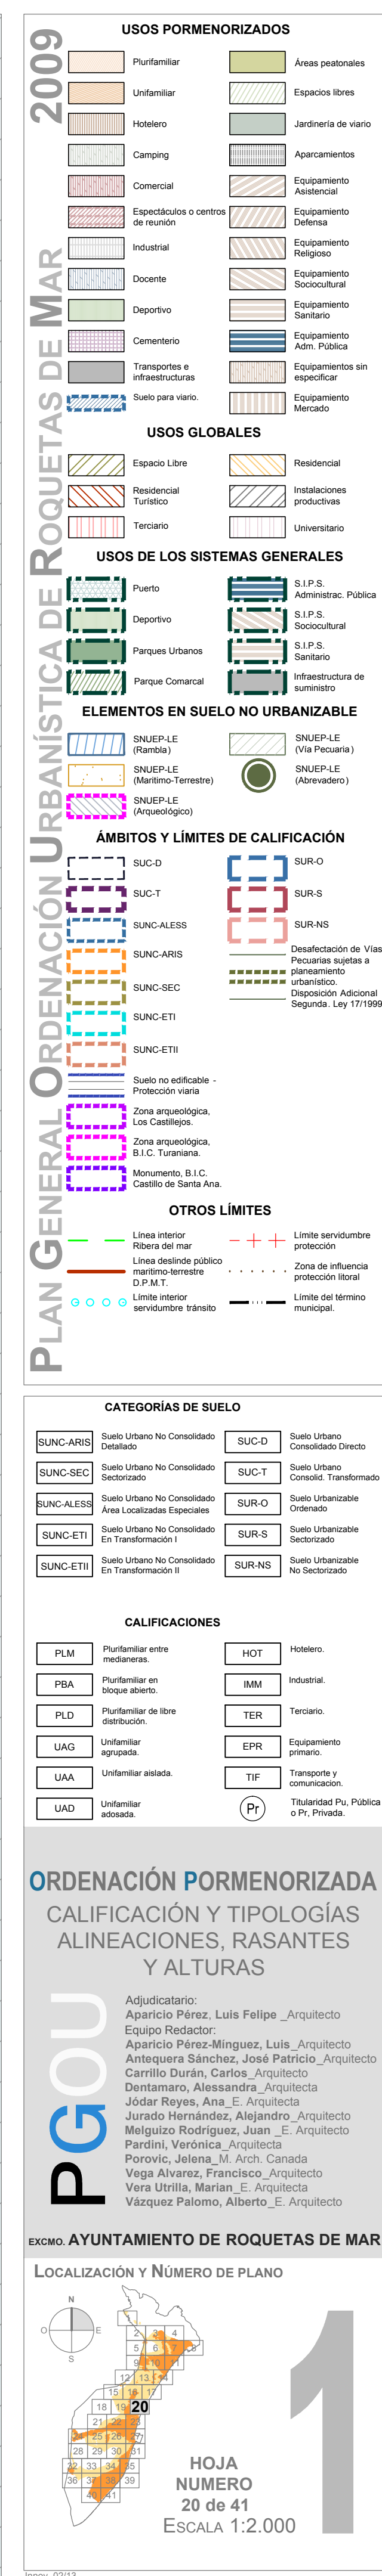 PLAN GENERAL ORDENACIÓN URBANÍSTICA DE ROQUETAS DE MAR 2009
USOS PORMENORIZADOS
Plurifamiliar
Áreas peatonales
Unifamiliar
Espacios libres
Hotelero
Jardinería de viario
Camping
Aparcamientos
Comercial
Equipamiento
Asistencial
Espectáculos o centros
de reunión
Equipamiento
Defensa
Industrial
Equipamiento
Religioso
Docente
Equipamiento
Sociocultural
Deportivo
Equipamiento
Sanitario
Cementerio
Equipamiento
Adm. Pública
Transportes e
infraestructuras
Equipamientos sin
especificar
Suelo para viario.
Equipamiento
Mercado
USOS GLOBALES
Espacio Libre
Residencial
Residencial
Turístico
Instalaciones
productivas
Terciario
Universitario
USOS DE LOS SISTEMAS GENERALES
Puerto
S.I.P.S.
Administrac. Pública
Deportivo
S.I.P.S.
Sociocultural
Parques Urbanos
S.I.P.S.
Sanitario
Parque Comarcal
Infraestructura de
suministro
ELEMENTOS EN SUELO NO URBANIZABLE
SNUEP-LE
(Rambla)
SNUEP-LE
(Vía Pecuaria)
SNUEP-LE
(Maritimo-Terrestre)
SNUEP-LE
(Abrevadero)
SNUEP-LE
(Arqueológico)
ÁMBITOS Y LÍMITES DE CALIFICACIÓN
SUC-D
SUR-O
SUC-T
SUR-S
SUNC-ALESS
SUR-NS
SUNC-ARIS
Desafectación de Vías
Pecuarias sujetas a
planeamiento
urbanístico.
Disposición Adicional
Segunda. Ley 17/1999
SUNC-SEC
SUNC-ETI
SUNC-ETII
Suelo no edificable -
Protección viaria
Zona arqueológica,
Los Castillejos.
Zona arqueológica,
B.I.C. Turaniana.
Monumento, B.I.C.
Castillo de Santa Ana.
OTROS LÍMITES
Línea interior
Ribera del mar
Límite servidumbre
protección
Línea deslinde público
maritimo-terrestre
D.P.M.T.
Zona de influencia
protección litoral
Límite interior
servidumbre tránsito
Límite del término
municipal.
CATEGORÍAS DE SUELO
SUNC-ARIS
Suelo Urbano No Consolidado
Detallado
SUC-D
Suelo Urbano
Consolidado Directo
SUNC-SEC
Suelo Urbano No Consolidado
Sectorizado
SUC-T
Suelo Urbano
Consolid. Transformado
SUNC-ALESS
Suelo Urbano No Consolidado
Área Localizadas Especiales
SUR-O
Suelo Urbanizable
Ordenado
SUNC-ETI
Suelo Urbano No Consolidado
En Transformación I
SUR-S
Suelo Urbanizable
Sectorizado
SUNC-ETII
Suelo Urbano No Consolidado
En Transformación II
SUR-NS
Suelo Urbanizable
No Sectorizado
CALIFICACIONES
PLM
Plurifamiliar entre
medianeras.
HOT
Hotelero.
PBA
Plurifamiliar en
bloque abierto.
IMM
Industrial.
PLD
Plurifamiliar de libre
distribución.
TER
Terciario.
UAG
Unifamiliar
agrupada.
EPR
Equipamiento
primario.
UAA
Unifamiliar aislada.
TIF
Transporte y
comunicacion.
UAD
Unifamiliar
adosada.
Pr
Titularidad Pu, Pública
o Pr, Privada.
ORDENACIÓN PORMENORIZADA
CALIFICACIÓN Y TIPOLOGÍAS
ALINEACIONES, RASANTES
Y ALTURAS
PGOU
Adjudicatario:
Aparicio Pérez, Luis Felipe _Arquitecto
Equipo Redactor:
Aparicio Pérez-Mínguez, Luis_Arquitecto
Antequera Sánchez, José Patricio_Arquitecto
Carrillo Durán, Carlos_Arquitecto
Dentamaro, Alessandra_Arquitecta
Jódar Reyes, Ana_E. Arquitecta
Jurado Hernández, Alejandro_Arquitecto
Melguizo Rodríguez, Juan _E. Arquitecto
Pardini, Verónica_Arquitecta
Porovic, Jelena_M. Arch. Canada
Vega Alvarez, Francisco_Arquitecto
Vera Utrilla, Marian_E. Arquitecta
Vázquez Palomo, Alberto_E. Arquitecto
EXCMO. AYUNTAMIENTO DE ROQUETAS DE MAR
LOCALIZACIÓN Y NÚMERO DE PLANO
N
O E
S
1
2 3 4
5 6 7 8
9 10 11
12 13 14
15 16 17
18 19 20
21 22 23
24 25 26 27
28 29 30 31
32 33 34 35
36 37 38 39
40 41
1
HOJA
NUMERO
20 de 41
ESCALA 1:2.000
Innov. 02/13